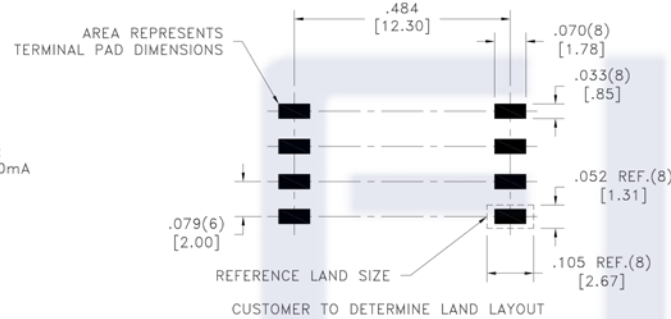 .484
[12.30]
AREA REPRESENTS
TERMINAL PAD DIMENSIONS
.070(8)
[1.78]
.033(8)
[.85]
0mA
.052 REF.(8)
[1.31]
.079(6)
[2.00]
REFERENCE LAND SIZE
.105 REF.(8)
[2.67]
CUSTOMER TO DETERMINE LAND LAYOUT